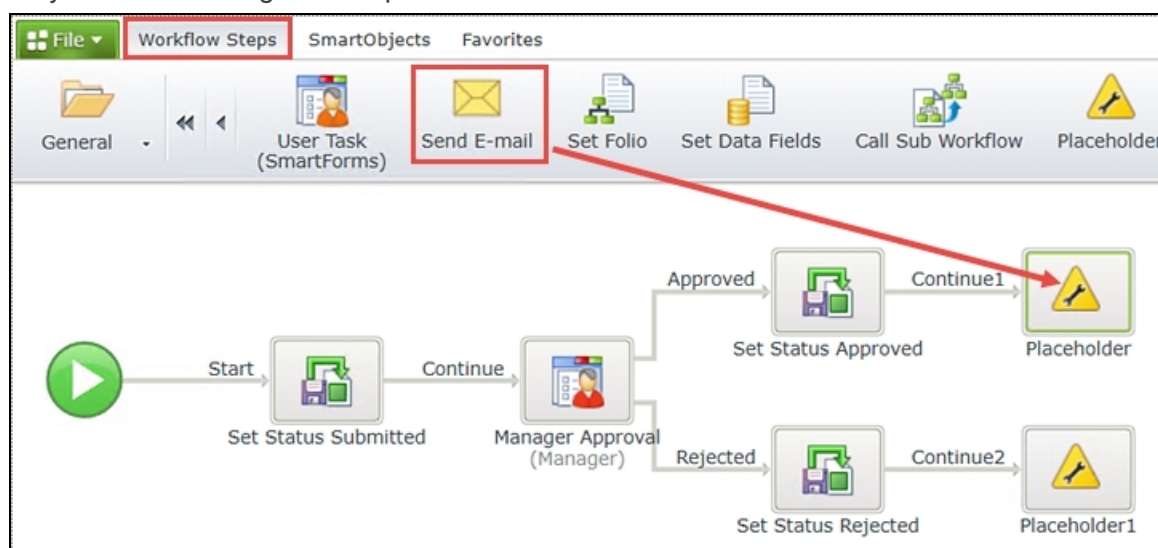 File Workflow Steps SmartObjects Favorites
General
User Task
(SmartForms)
Send E-mail
Set Folio
Set Data Fields
Call Sub Workflow
Placeholder
Approved
Continue1
Set Status Approved
Placeholder
Start
Continue
Set Status Submitted
Manager Approval
(Manager)
Rejected
Continue2
Set Status Rejected
Placeholder1